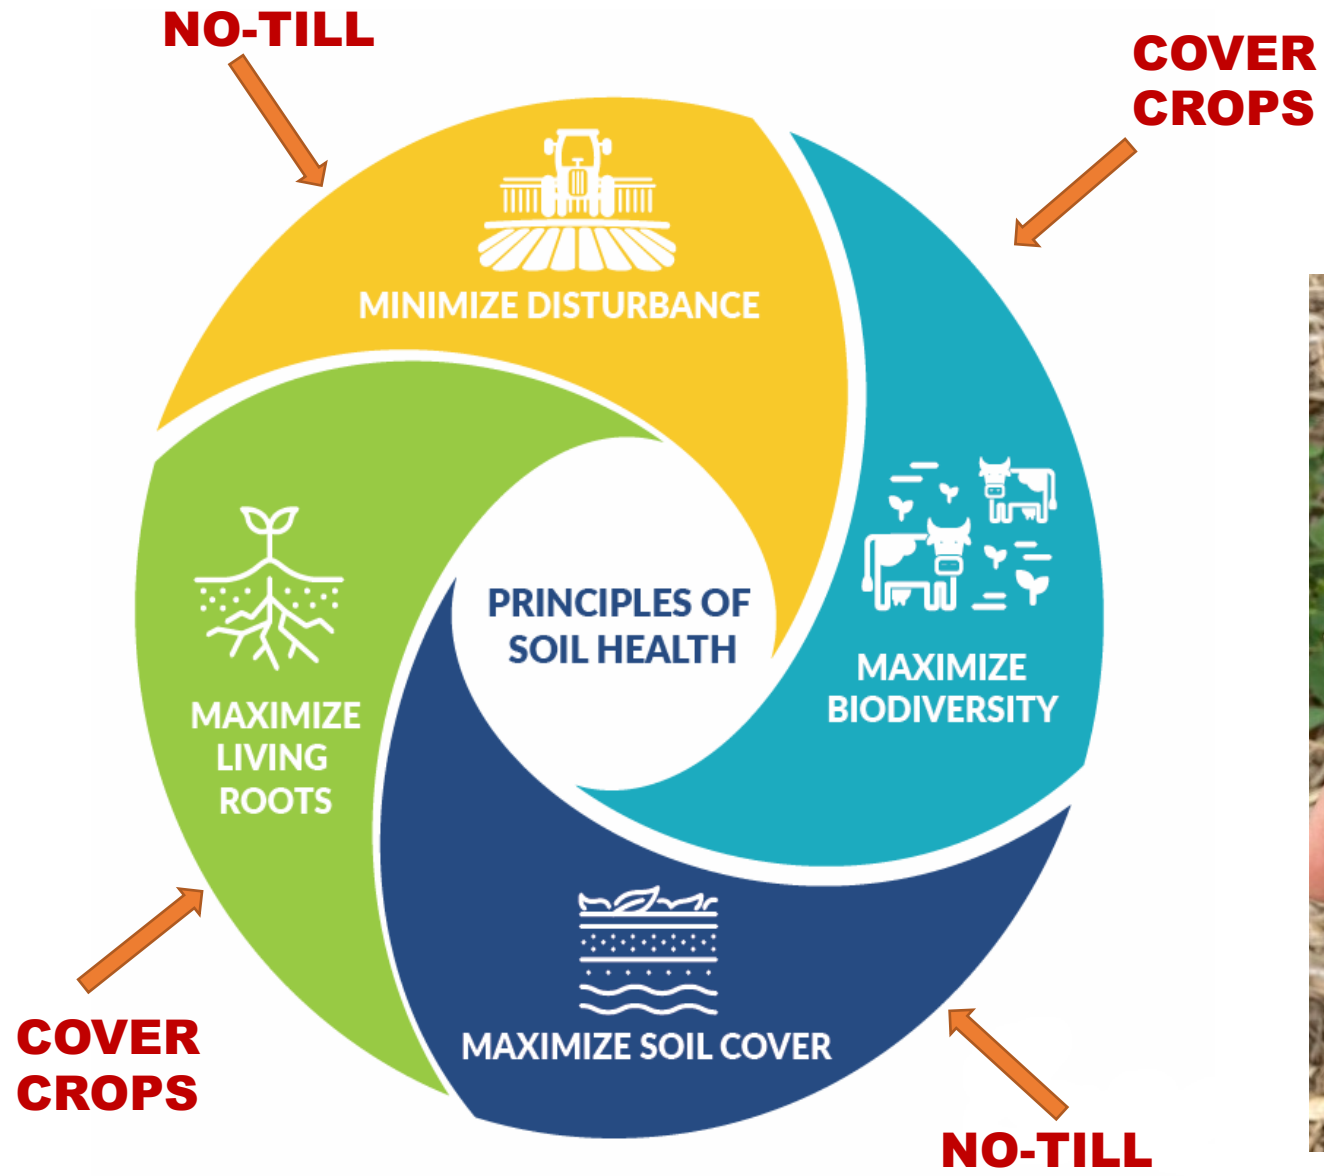 NO-TILL
COVER
CROPS
MINIMIZE DISTURBANCE
MAXIMIZE
BIODIVERSITY
PRINCIPLES OF
SOIL HEALTH
MAXIMIZE
LIVING
ROOTS
MAXIMIZE SOIL COVER
COVER
CROPS
NO-TILL